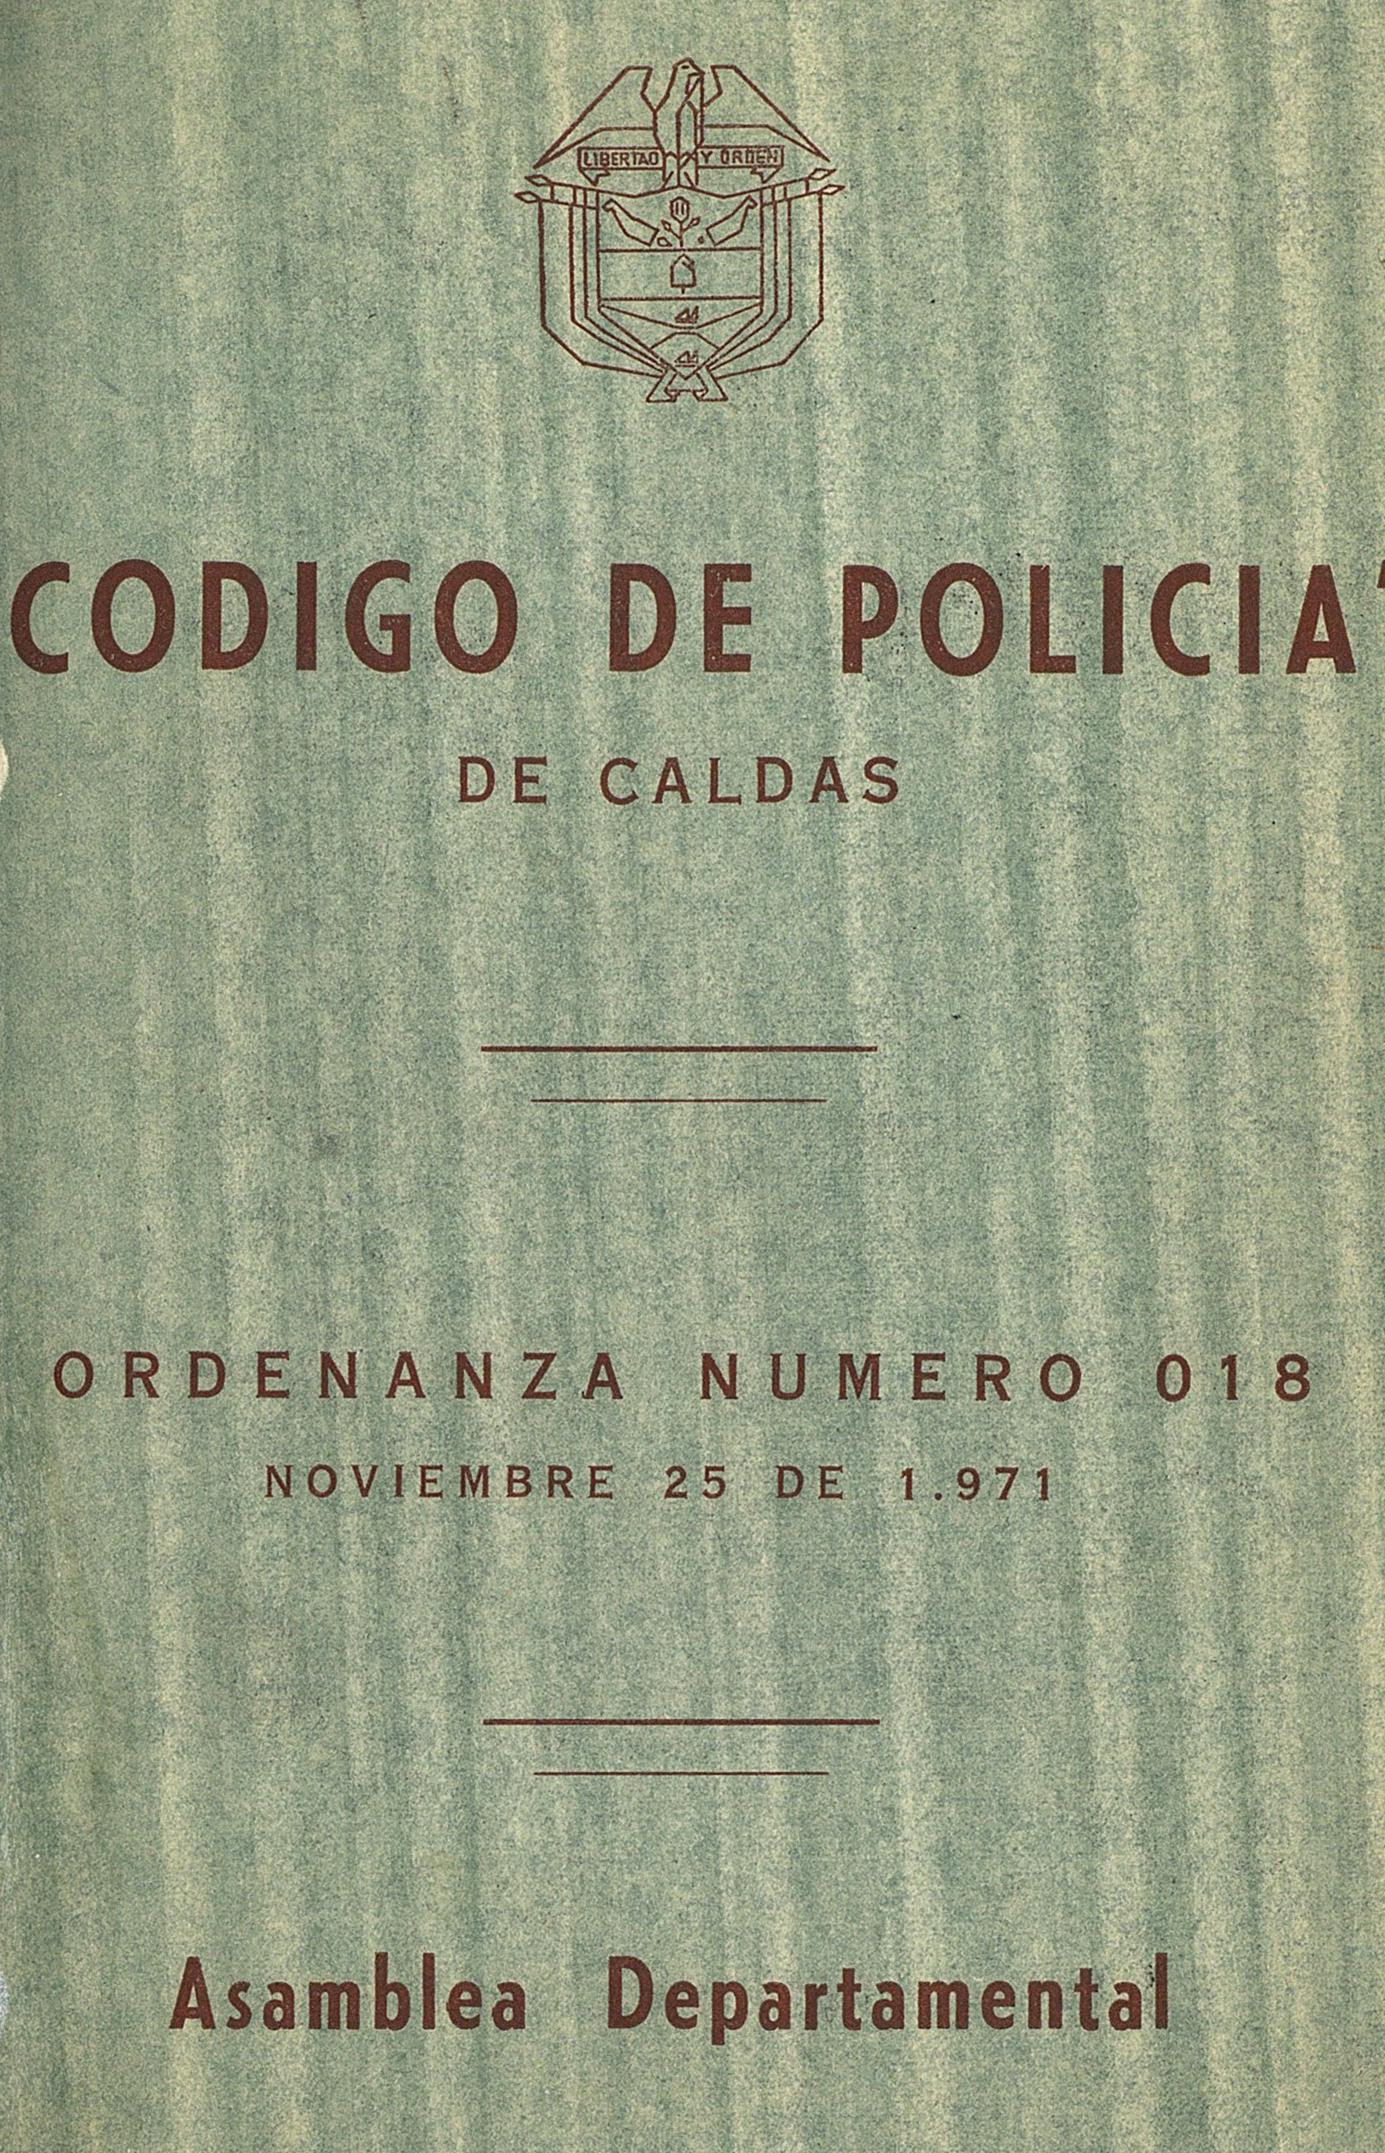 LIBERTAD Y ORDEN
CODIGO DE POLICIA"
DE CALDAS
ORDENANZA NUMERO 018
NOVIEMBRE 25 DE 1.971
Asamblea Departamental